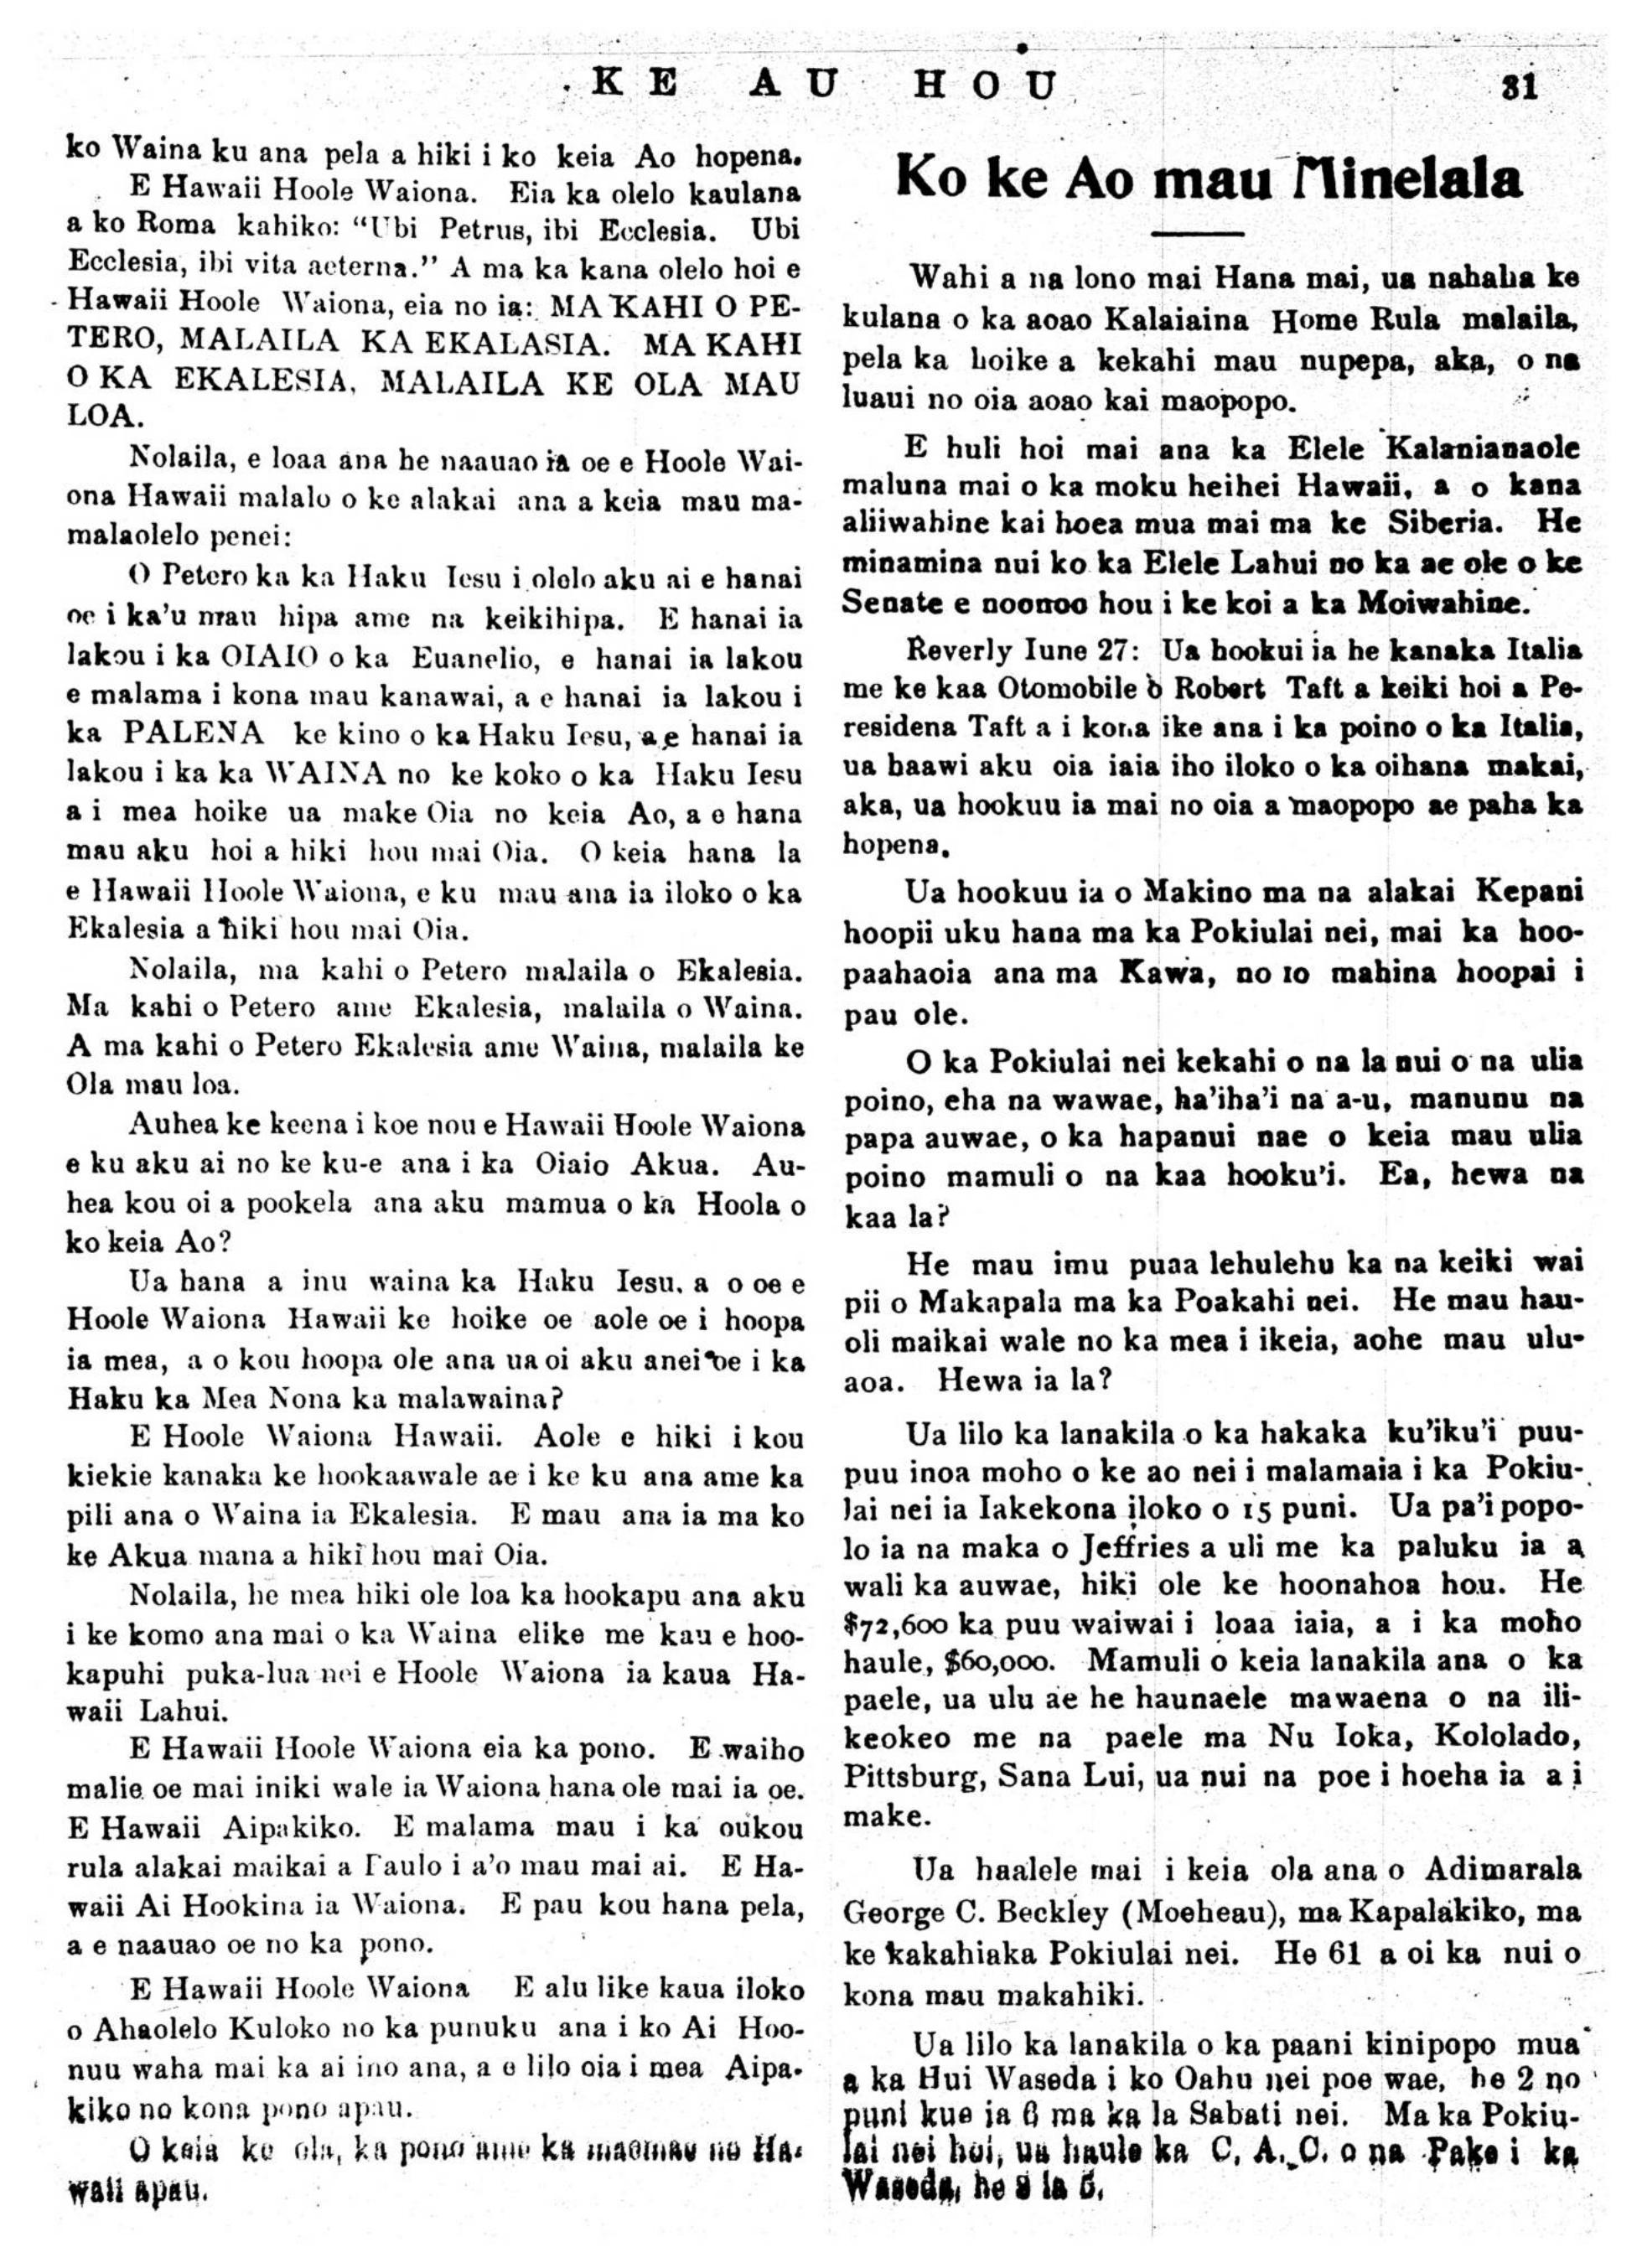 KE AU HOU
31
ko Waina ku ana pela a hiki i ko keia Ao hopena.
E Hawaii Hoole Waiona. Eia ka olelo kaulana
a ko Roma kahiko: “Ubi Petrus, ibi Ecclesia. Ubi
Ecclesia, ibi vita aeterna.” A ma ka kana olelo hoi e
Hawaii Hoole Waiona, eia no ia: MA KAHI O PE-
TERO, MALAILA KA EKALASIA. MA KAHI
O KA EKALESIA, MALAILA KE OLA MAU
LOA.
Nolaila, e loaa ana he naauao ia oe e Hoole Wai-
ona Hawaii malalo o ke alakai ana a keia mau ma-
malaolelo penei:
O Petero ka ka Haku Iesu i olelo aku ai e hanai
oe i ka'u mau hipa ame na keikihipa. E hanai ia
lakou i ka OIAIO o ka Euanelio, e hanai ia lakou
e malama i kona mau kanawai, a e hanai ia lakou i
ka PALENA ke kino o ka Haku Iesu, a e hanai ia
lakou i ka ka WAINA no ke koko o ka Haku Iesu
a i mea hoike ua make Oia no keia Ao, a e hana
mau aku hoi a hiki hou mai Oia. O keia hana la
e Hawaii Hoole Waiona, e ku mau ana ia iloko o ka
Ekalesia a hiki hou mai Oia.
Nolaila, ma kahi o Petero malaila o Ekalesia.
Ma kahi o Petero ame Ekalesia, malaila o Waina.
A ma kahi o Petero Ekalesia ame Waina, malaila ke
Ola mau loa.
Auhea ke keena i koe nou e Hawaii Hoole Waiona
e ku aku ai no ke ku-e ana i ka Oiaio Akua. Au-
hea kou oi a pookela ana aku mamua o ka Hoola o
ko keia Ao?
Ua hana a inu waina ka Haku Iesu, a o oe e
Hoole Waiona Hawaii ke hoike oe aole oe i hoopa
ia mea, a o kou hoopa ole ana ua oi aku anei oe i ka
Haku ka Mea Nona ka malawaina?
E Hoole Waiona Hawaii. Aole e hiki i kou
kiekie kanaka ke hookaawale ae i ke ku ana ame ka
pili ana o Waina ia Ekalesia. E mau ana ia ma ko
ke Akua mana a hiki hou mai Oia.
Nolaila, he mea hiki ole loa ka hookapu ana aku
i ke komo ana mai o ka Waina elike me kau e hoo-
kapuhi puka-lua nei e Hoole Waiona ia kaua Ha-
waii Lahui.
E Hawaii Hoole Waiona eia ka pono. E waiho
malie oe mai iniki wale ia Waiona hana ole mai ia oe.
E Hawaii Aipakiko. E malama mau i ka oukou
rula alakai maikai a Paulo i a'o mau mai ai. E Ha-
waii Ai Hookina ia Waiona. E pau kou hana pela,
a e naauao oe no ka pono.
E Hawaii Hoole Waiona E alu like kaua iloko
o Ahaolelo Kuloko no ka punuku ana i ko Ai Hoo-
nuu waha mai ka ai ino ana, a e lilo oia i mea Aipa-
kiko no kona pono apau.
O keia ke ola, ka pono ame ka maemae no Ha-
waii apau.
Ko ke Ao mau Minelala
Wahi a na lono mai Hana mai, ua nahaha ke
kulana o ka aoao Kalaiaina Home Rula malaila,
pela ka hoike a kekahi mau nupepa, aka, o na
luaui no oia aoao kai maopopo.
E huli hoi mai ana ka Elele Kalanianaole
maluna mai o ka moku heihei Hawaii, a o kana
aliiwahine kai hoea mua mai ma ke Siberia. He
minamina nui ko ka Elele Lahui no ka ae ole o ke
Senate e noonoo hou i ke koi a ka Moiwahine.
Reverly Iune 27: Ua hookui ia he kanaka Italia
me ke kaa Otomobile o Robert Taft a keiki hoi a Pe-
residena Taft a i kona ike ana i ka poino o ka Italia,
ua haawi aku oia iaia iho iloko o ka oihana makai,
aka, ua hookuu ia mai no oia a maopopo ae paha ka
hopena.
Ua hookuu ia o Makino ma na alakai Kepani
hoopii uku hana ma ka Pokiulai nei, mai ka hoo-
paahaoia ana ma Kawa, no 10 mahina hoopai i
pau ole.
O ka Pokiulai nei kekahi o na la nui o na ulia
poino, eha na wawae, ha'iha'i na a-u, manunu na
papa auwae, o ka hapanui nae o keia mau ulia
poino mamuli o na kaa hooku'i. Ea, hewa na
kaa la?
He mau imu puaa lehulehu ka na keiki wai
pii o Makapala ma ka Poakahi nei. He mau hau-
oli maikai wale no ka mea i ikeia, aohe mau ulu-
aoa. Hewa ia la?
Ua lilo ka lanakila o ka hakaka ku'iku'i puu-
puu inoa moho o ke ao nei i malamaia i ka Pokiu-
lai nei ia Iakekona iloko o 15 puni. Ua pa'i popo-
lo ia na maka o Jeffries a uli me ka paluku ia a
wali ka auwae, hiki ole ke hoonahoa hou. He
$72,600 ka puu waiwai i loaa iaia, a i ka moho
haule, $60,000. Mamuli o keia lanakila ana o ka
paele, ua ulu ae he haunaele mawaena o na ili-
keokeo me na paele ma Nu Ioka, Kololado,
Pittsburg, Sana Lui, ua nui na poe i hoeha ia a i
make.
Ua haalele mai i keia ola ana o Adimarala
George C. Beckley (Moeheau), ma Kapalakiko, ma
ke kakahiaka Pokiulai nei. He 61 a oi ka nui o
kona mau makahiki.
Ua lilo ka lanakila o ka paani kinipopo mua
a ka Hui Waseda i ko Oahu nei poe wae, he 2 no
puni kue ia 6 ma ka la Sabati nei. Ma ka Pokiu-
lai nei hoi, ua haule ka C. A. C. o na Pake i ka
Waseda, he la